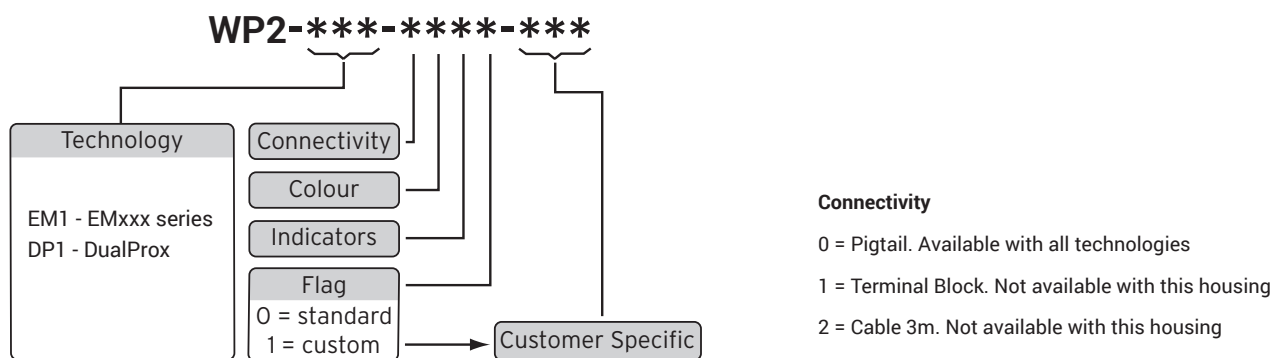 WP2-***-****-***
Technology
EM1 - EMxxx series
DP1 - DualProx
Connectivity
Colour
Indicators
Flag
0 = standard
1 = custom
Customer Specific
Connectivity
0 = Pigtail. Available with all technologies
1 = Terminal Block. Not available with this housing
2 = Cable 3m. Not available with this housing